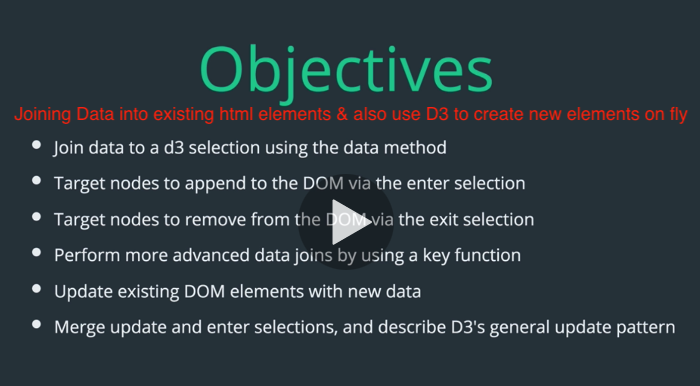 Objectives
Joining Data into existing html elements & also use D3 to create new elements on fly
Join data to a d3 selection using the data method
Target nodes to append to the DOM via the enter selection
Target nodes to remove from the DOM via the exit selection
Perform more advanced data joins by using a key function
Update existing DOM elements with new data
Merge update and enter selections, and describe D3's general update pattern